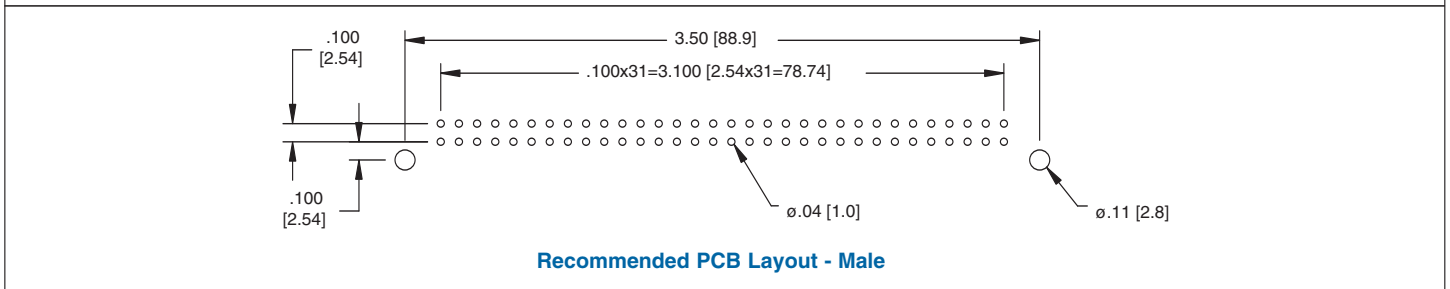 .100
[2.54]
3.50 [88.9]
.100x31=3.100 [2.54x31=78.74]
.100
[2.54]
ø.04 [1.0]
ø.11 [2.8]
Recommended PCB Layout - Male